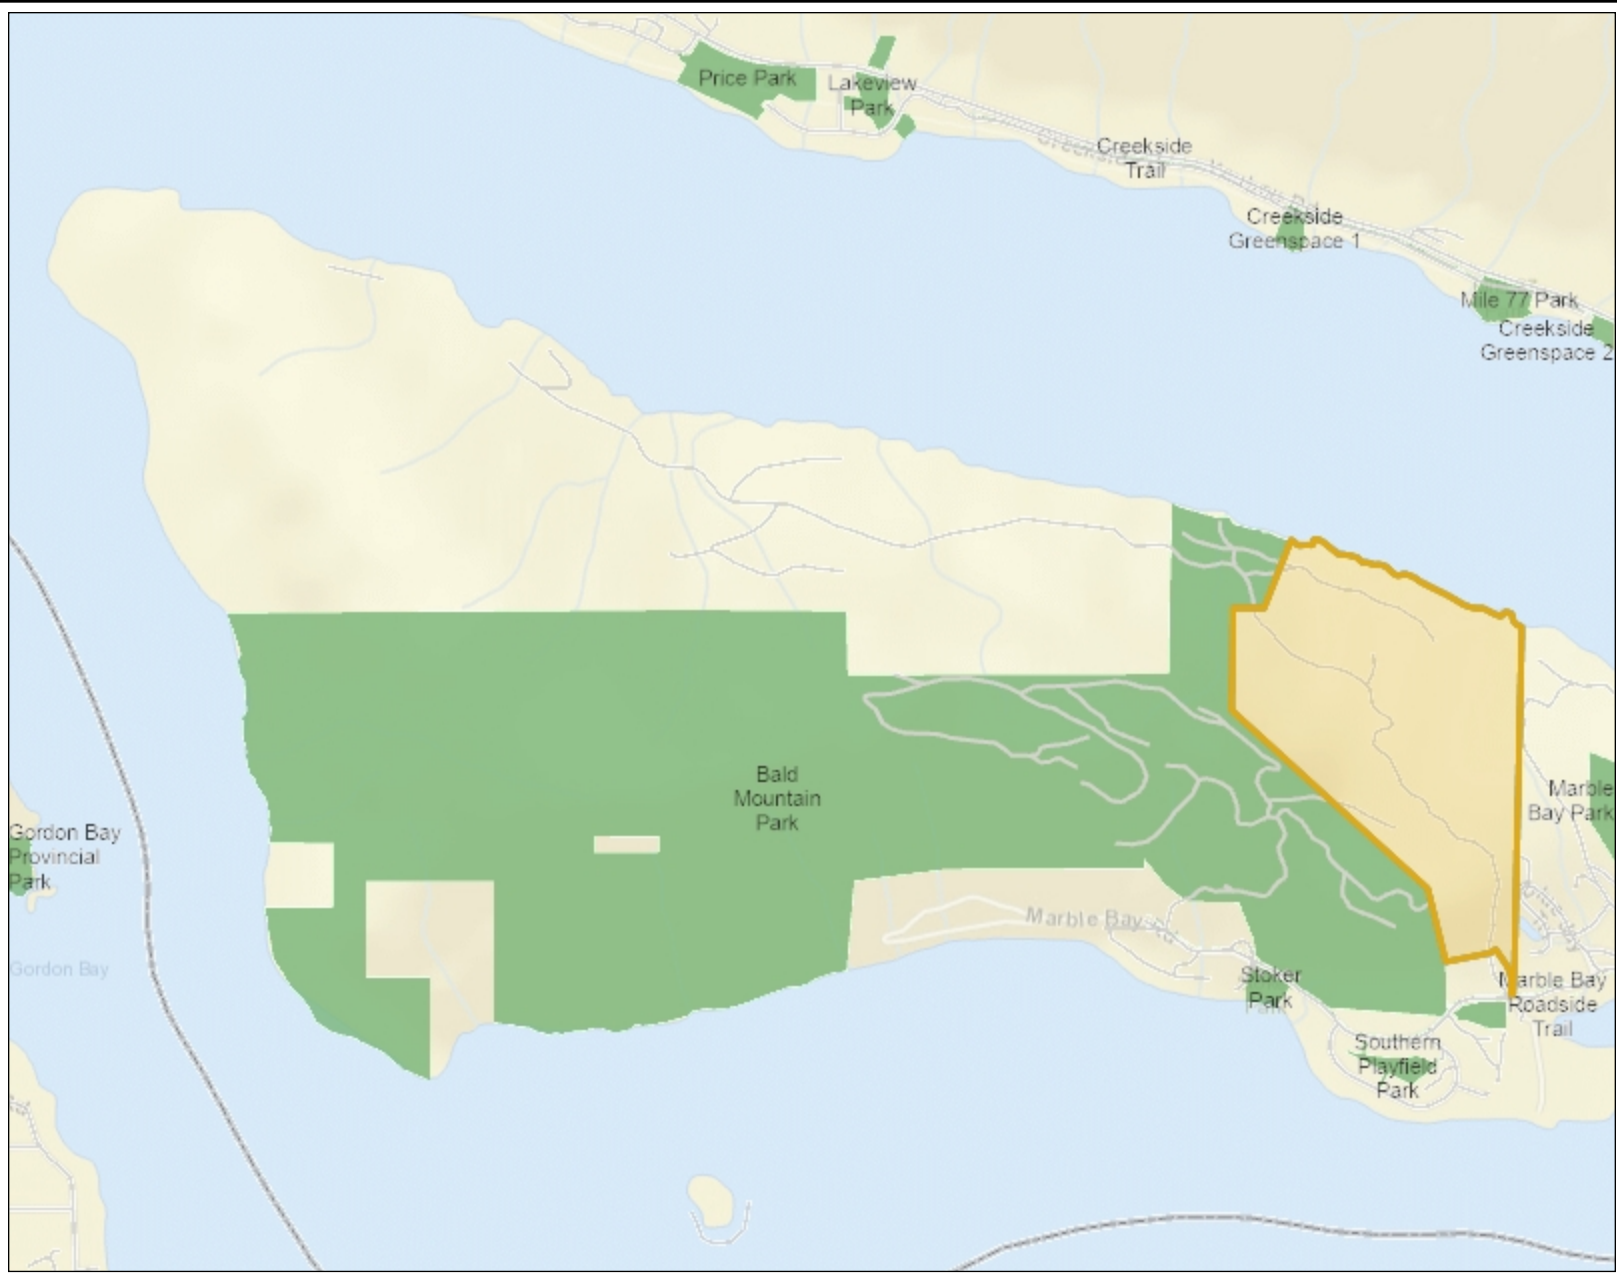 Price Park
Lakeview
Park
Creekside
Trail
Creekside
Greenspace 1
Mile 77 Park
Creekside
Greenspace 2
Bald
Mountain
Park
Marble
Bay Park
Gordon Bay
Provincial
Park
Gordon Bay
Marble Bay Rd
Stoker
Park
Marble Bay
Roadside
Trail
Southern
Playfield
Park